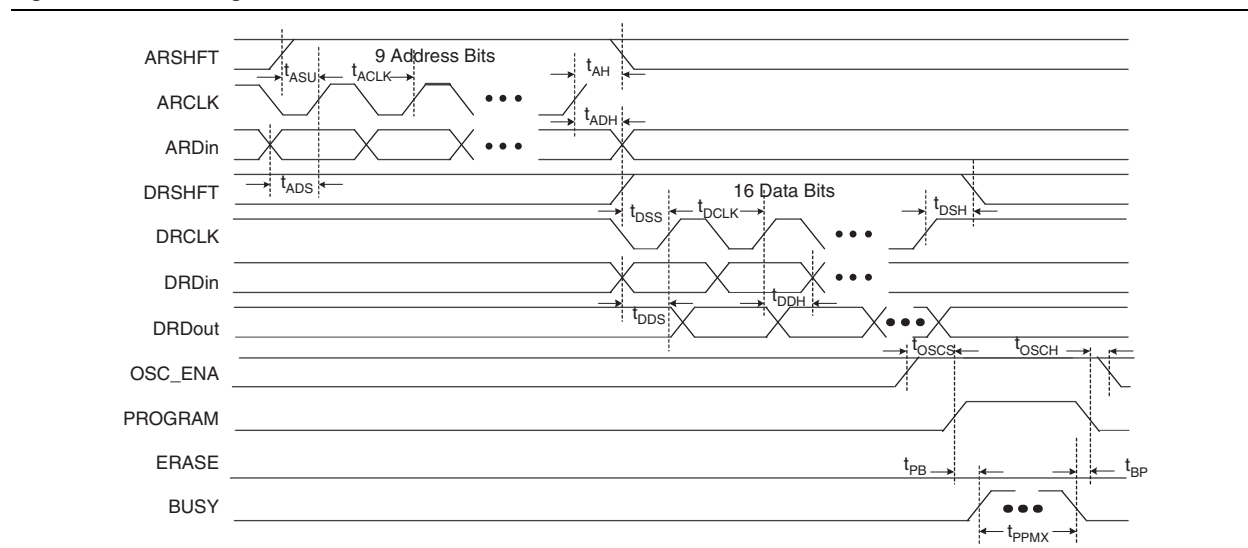 ARSHFT
9 Address Bits
tASU
tACLK
tAH
ARCLK
tADH
ARDin
tADS
DRSHFT
16 Data Bits
tDSS
tDCLK
tDSH
DRCLK
DRDin
tDDS
tDDH
DRDout
tOSCS
tOSCH
OSC_ENA
PROGRAM
ERASE
tPB
tBP
BUSY
tPPMX